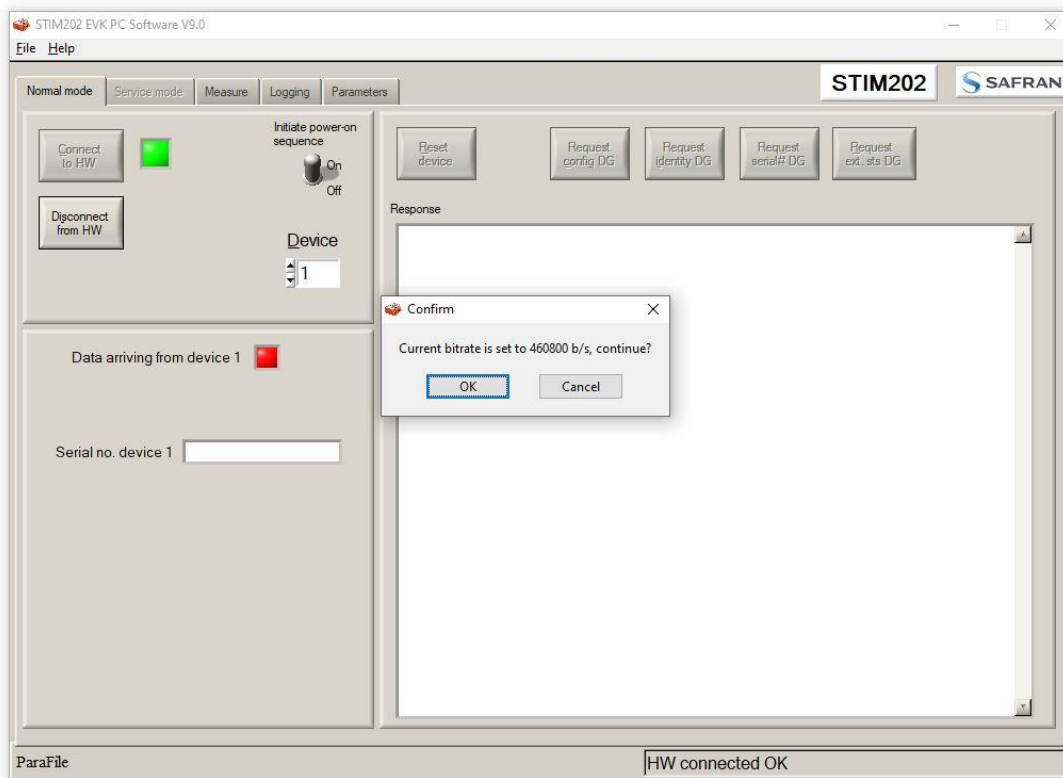 STIM202 EVK PC Software V9.0
File Help
STIM202
SAFRAN
Normal mode
Service mode
Measure
Logging
Parameters
Connect
to HW
Initiate power-on
sequence
On
Off
Disconnect
from HW
Device
1
Reset
device
Request
config DG
Request
identity DG
Request
serial# DG
Request
ext. sts DG
Response
Confirm
Current bitrate is set to 460800 b/s, continue?
OK
Cancel
Data arriving from device 1
Serial no. device 1
ParaFile
HW connected OK